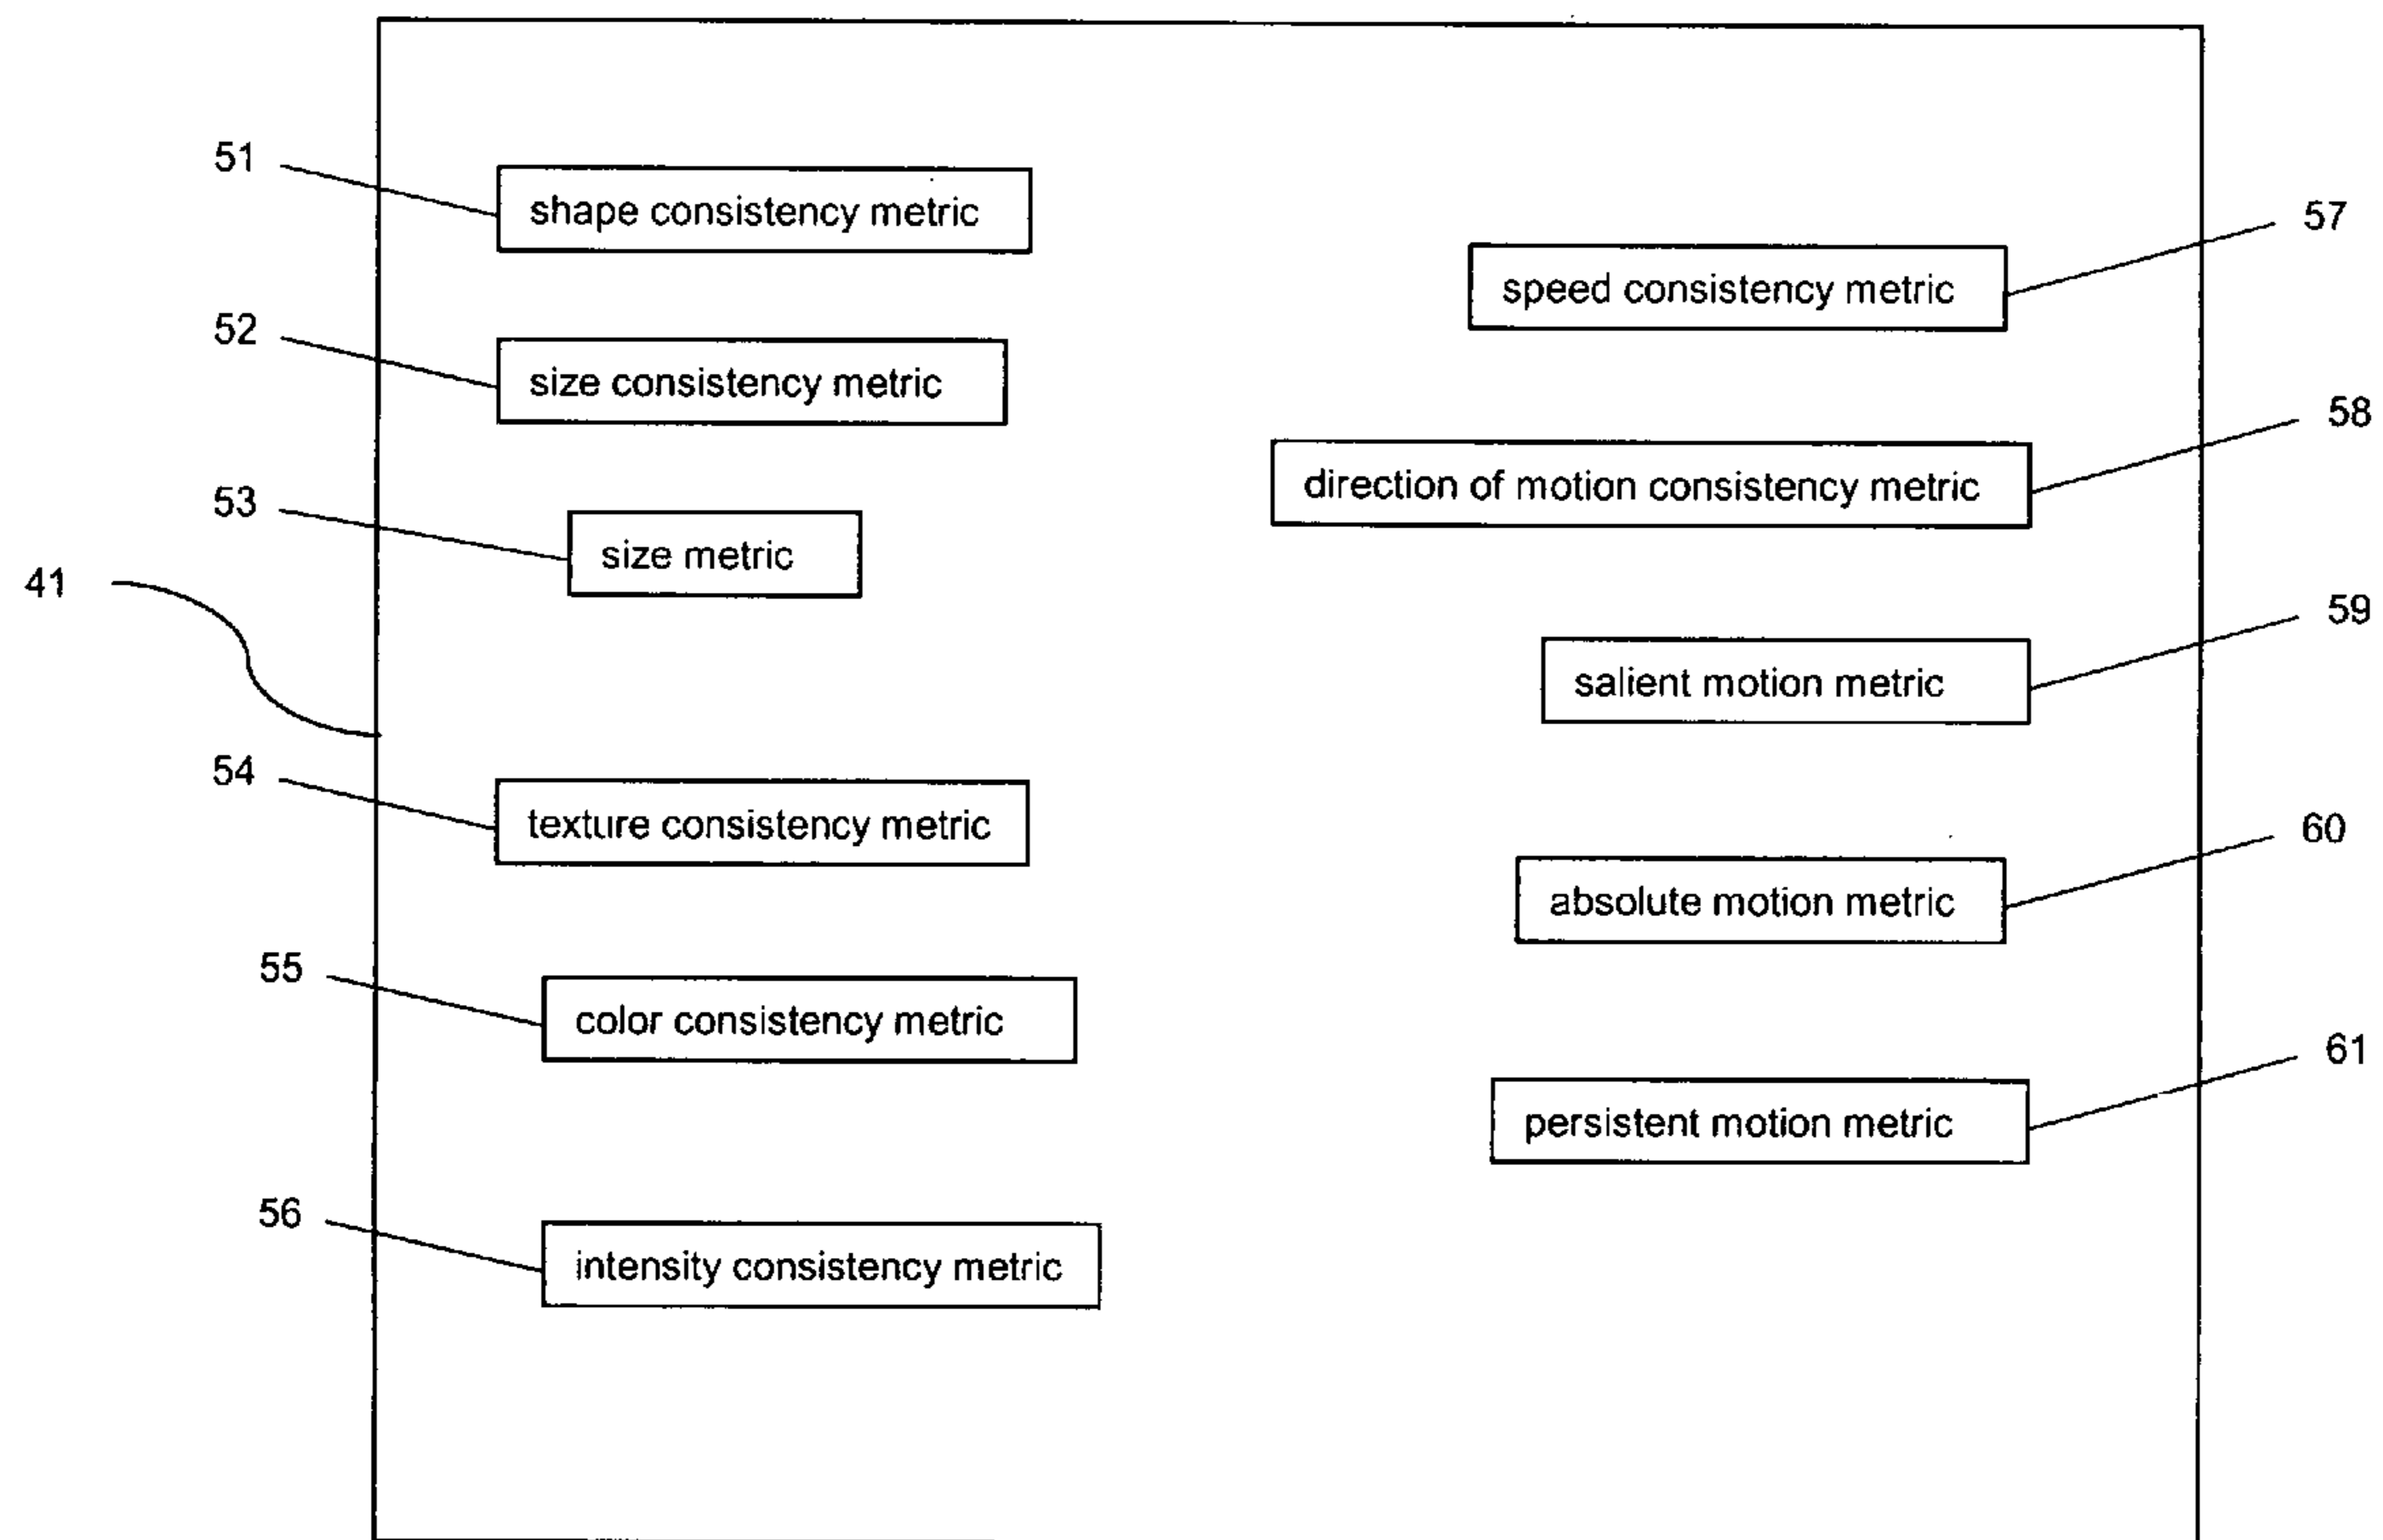 51
shape consistency metric
57
speed consistency metric
52
size consistency metric
58
direction of motion consistency metric
53
size metric
41
59
salient motion metric
54
texture consistency metric
60
absolute motion metric
55
color consistency metric
61
persistent motion metric
56
intensity consistency metric